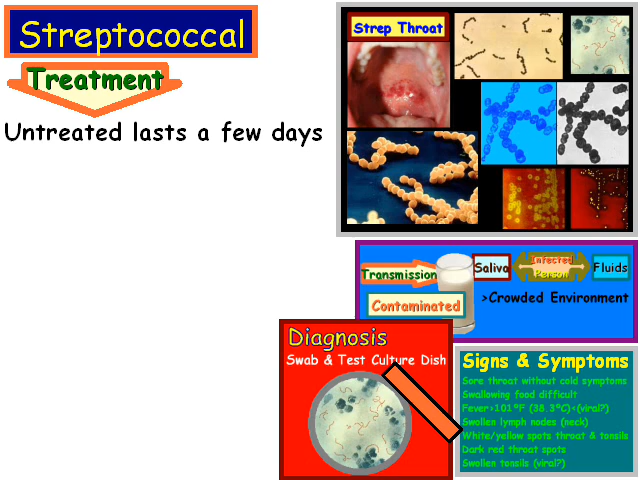 Streptococcal
Treatment
Untreated lasts a few days
Strep Throat
Transmission
Saliva
Infected
Person
Fluids
Contaminated
>Crowded Environment
Diagnosis
Swab & Test Culture Dish
Signs & Symptoms
Sore throat without cold symptoms
Swallowing food difficult
Fever>101ºF (38.3ºC)<(viral?)
Swollen lymph nodes (neck)
White/yellow spots throat & tonsils
Dark red throat spots
Swollen tonsils (viral?)